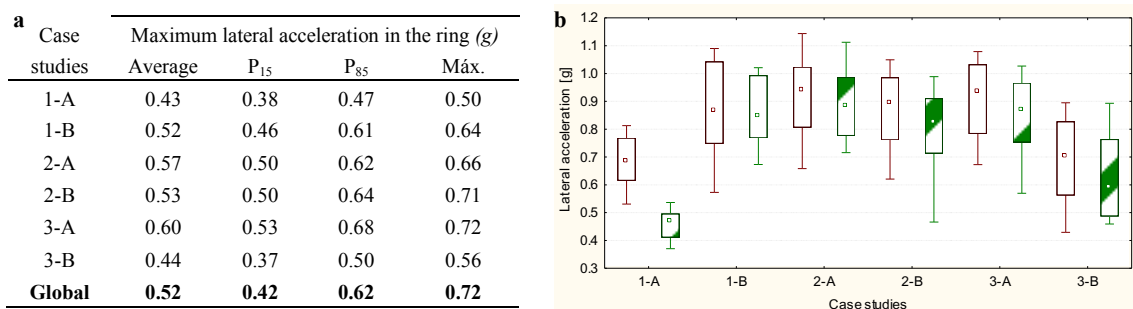 a
Case studies Maximum lateral acceleration in the ring (g)
Average P15 P85 Máx.
1-A 0.43 0.38 0.47 0.50
1-B 0.52 0.46 0.61 0.64
2-A 0.57 0.50 0.62 0.66
2-B 0.53 0.50 0.64 0.71
3-A 0.60 0.53 0.68 0.72
3-B 0.44 0.37 0.50 0.56
Global 0.52 0.42 0.62 0.72
b
Lateral acceleration [g]
1.2
1.1
1.0
0.9
0.8
0.7
0.6
0.5
0.4
0.3
1-A 1-B 2-A 2-B 3-A 3-B
Case studies